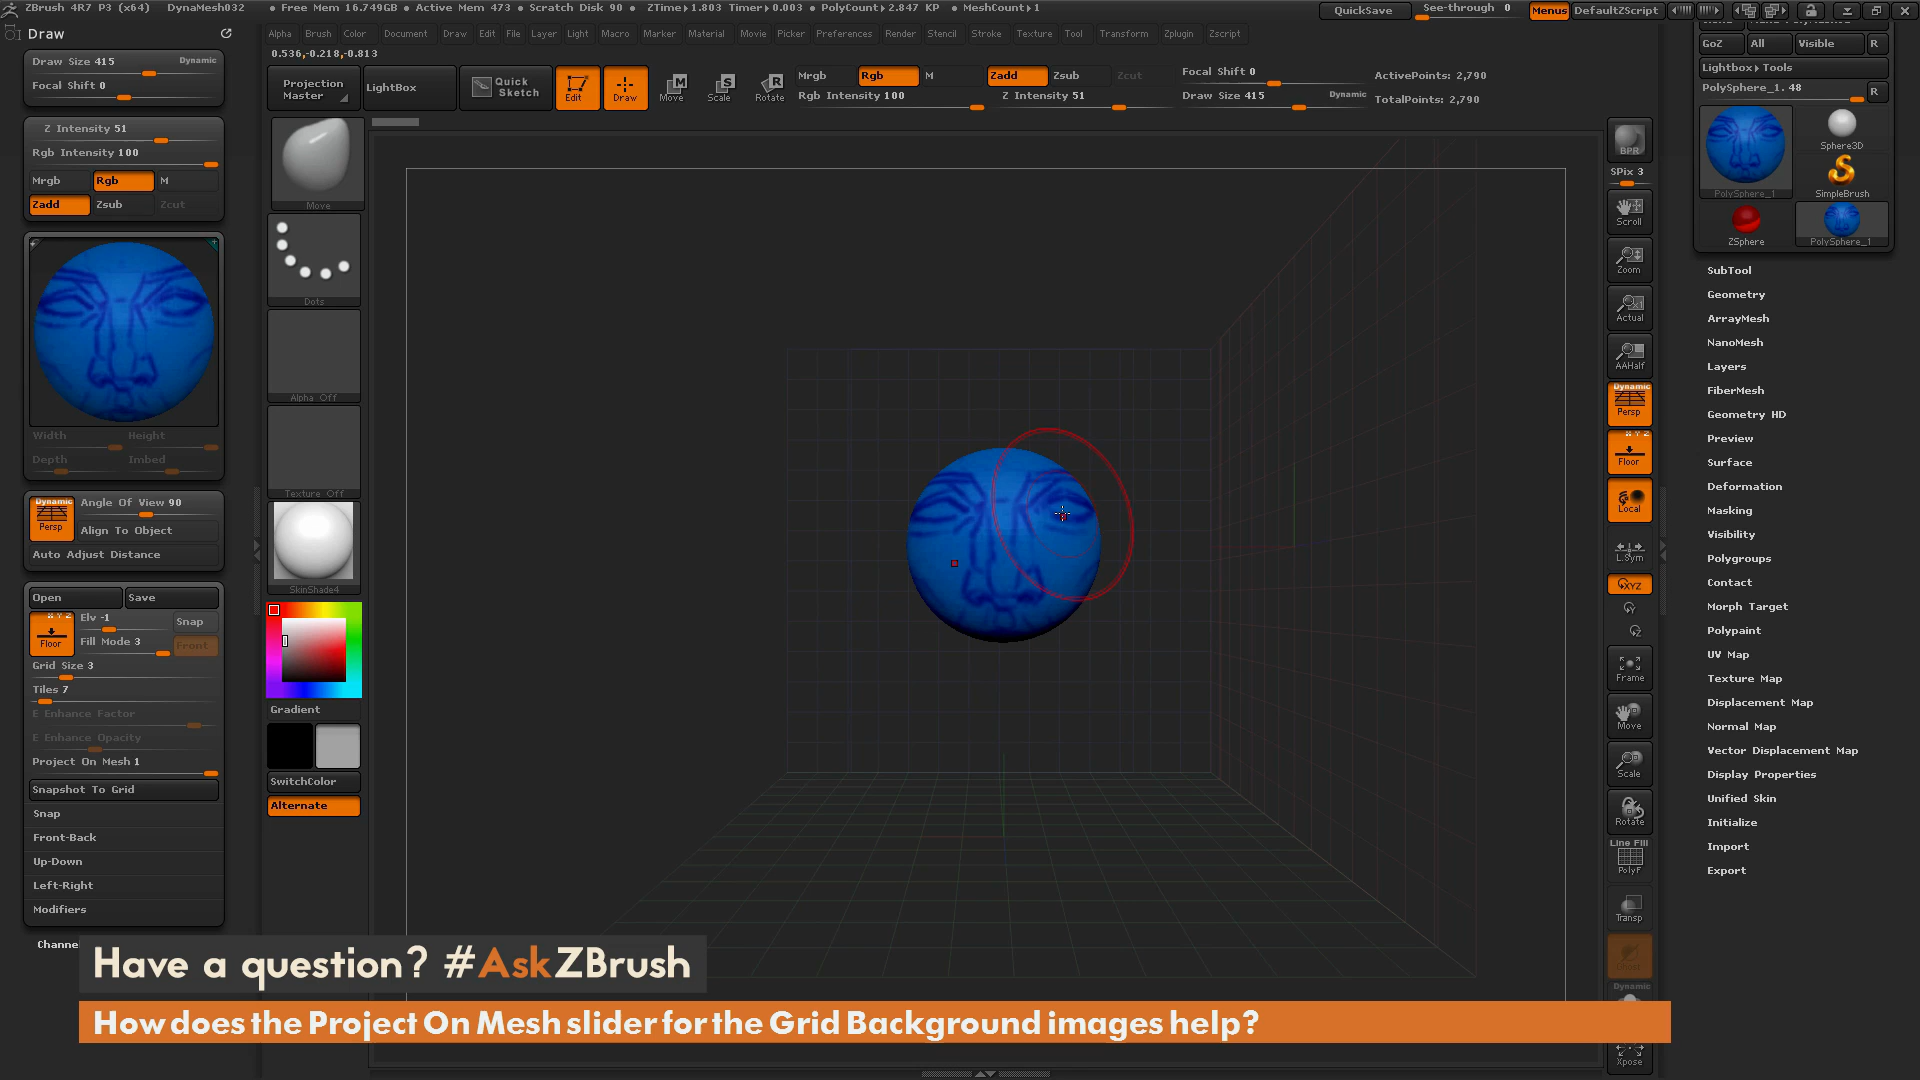 ZBrush 4R7 P3 (x64) DynaMesh032 • Free Mem 16.749GB • Active Mem 473 • Scratch Disk 90 • ZTime▸1.803 Timer▸0.003 • PolyCount▸2.847 KP • MeshCount▸1 QuickSave See-through 0 Menus DefaultZScript
Draw
Alpha Brush Color Document Draw Edit File Layer Light Macro Marker Material Movie Picker Preferences Render Stencil Stroke Texture Tool Transform Zplugin Zscript
0.536,-0.218,-0.813
Draw Size 415 Dynamic
Focal Shift 0
Z Intensity 51
Rgb Intensity 100
Mrgb Rgb M
Zadd Zsub Zcut
Width Height
Depth Imbed
Dynamic
Persp
Angle Of View 90
Align To Object
Auto Adjust Distance
Open Save
X Y Z
Floor
Elv -1 Snap
Fill Mode 3 Front
Grid Size 3
Tiles 7
E Enhance Factor
E Enhance Opacity
Project On Mesh 1
Snapshot To Grid
Snap
Front-Back
Up-Down
Left-Right
Modifiers
Channe
Projection
Master
LightBox
Quick
Sketch
Edit
Draw
M
Move
S
Scale
R
Rotate
Mrgb Rgb M
Rgb Intensity 100
Zadd Zsub Zcut
Z Intensity 51
Focal Shift 0
Draw Size 415 Dynamic
ActivePoints: 2,790
TotalPoints: 2,790
Move
Dots
Alpha Off
Texture Off
SkinShade4
Gradient
SwitchColor
Alternate
BPR
SPix 3
Scroll
Zoom
Actual
AAHalf
Dynamic
Persp
X Y Z
Floor
Local
L.Sym
XYZ
Y
Z
Frame
Move
Scale
Rotate
Line Fill
PolyF
Transp
Dynamic
Xpose
GoZ All Visible R
Lightbox▸Tools
PolySphere_1. 48 R
PolySphere_1
Sphere3D
SimpleBrush
ZSphere
PolySphere_1
SubTool
Geometry
ArrayMesh
NanoMesh
Layers
FiberMesh
Geometry HD
Preview
Surface
Deformation
Masking
Visibility
Polygroups
Contact
Morph Target
Polypaint
UV Map
Texture Map
Displacement Map
Normal Map
Vector Displacement Map
Display Properties
Unified Skin
Initialize
Import
Export
Have a question? #AskZBrush
How does the Project On Mesh slider for the Grid Background images help?